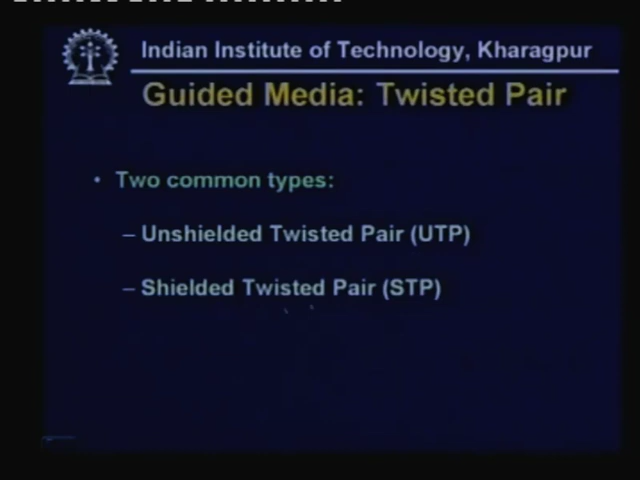 Indian Institute of Technology, Kharagpur
Guided Media: Twisted Pair
• Two common types:
– Unshielded Twisted Pair (UTP)
– Shielded Twisted Pair (STP)